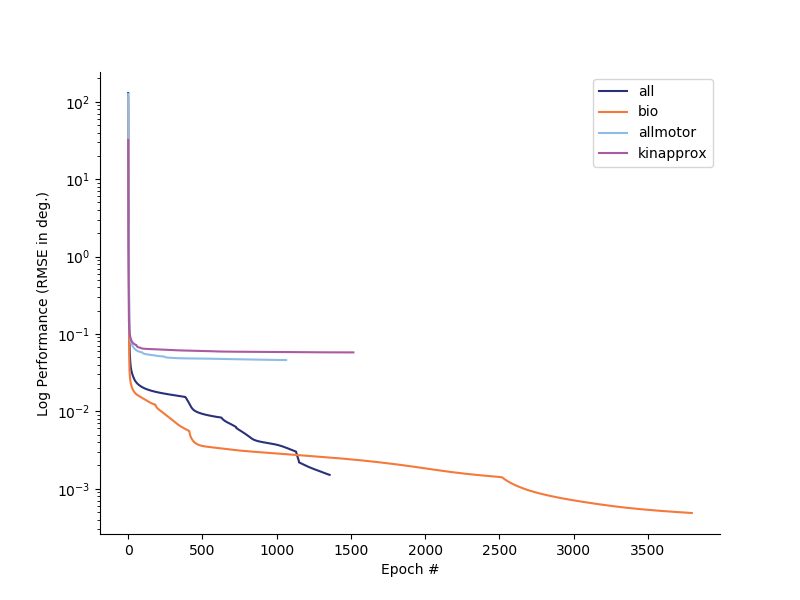 all
bio
allmotor
kinapprox
Log Performance (RMSE in deg.)
10²
10¹
10⁰
10⁻¹
10⁻²
10⁻³
0 500 1000 1500 2000 2500 3000 3500
Epoch #